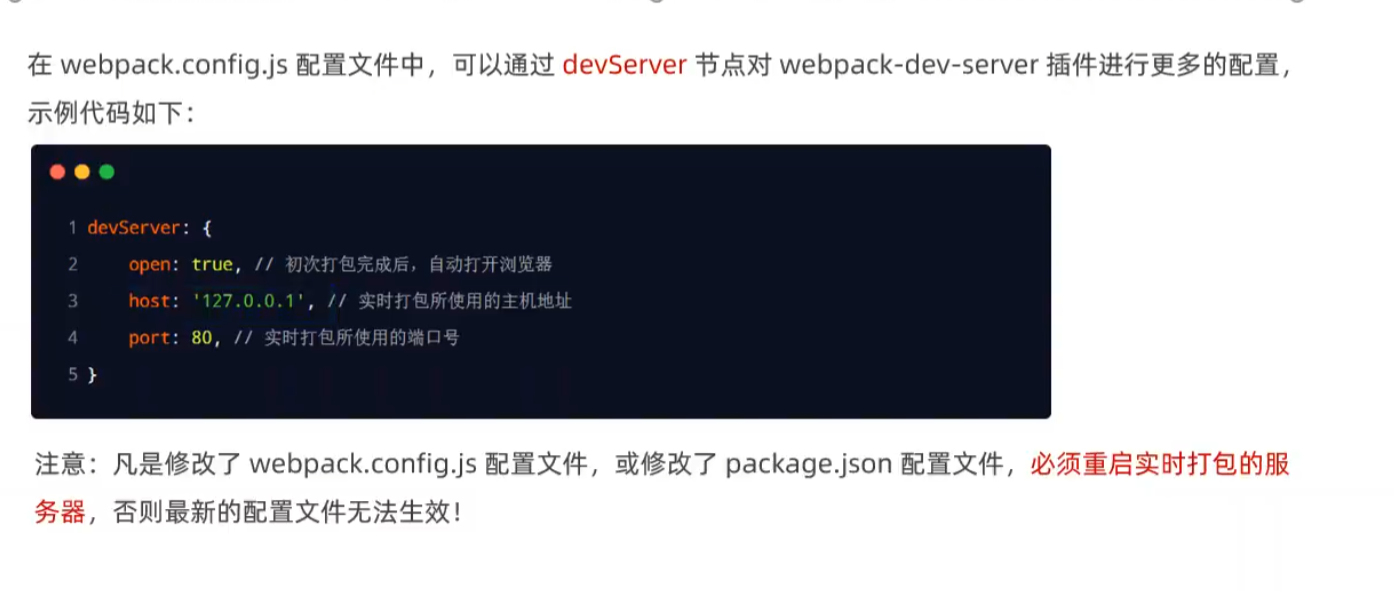 在 webpack.config.js 配置文件中，可以通过 devServer 节点对 webpack-dev-server 插件进行更多的配置，
示例代码如下：
1 devServer: {
2     open: true, // 初次打包完成后，自动打开浏览器
3     host: '127.0.0.1', // 实时打包所使用的主机地址
4     port: 80, // 实时打包所使用的端口号
5 }
注意：凡是修改了 webpack.config.js 配置文件，或修改了 package.json 配置文件，必须重启实时打包的服
务器，否则最新的配置文件无法生效！